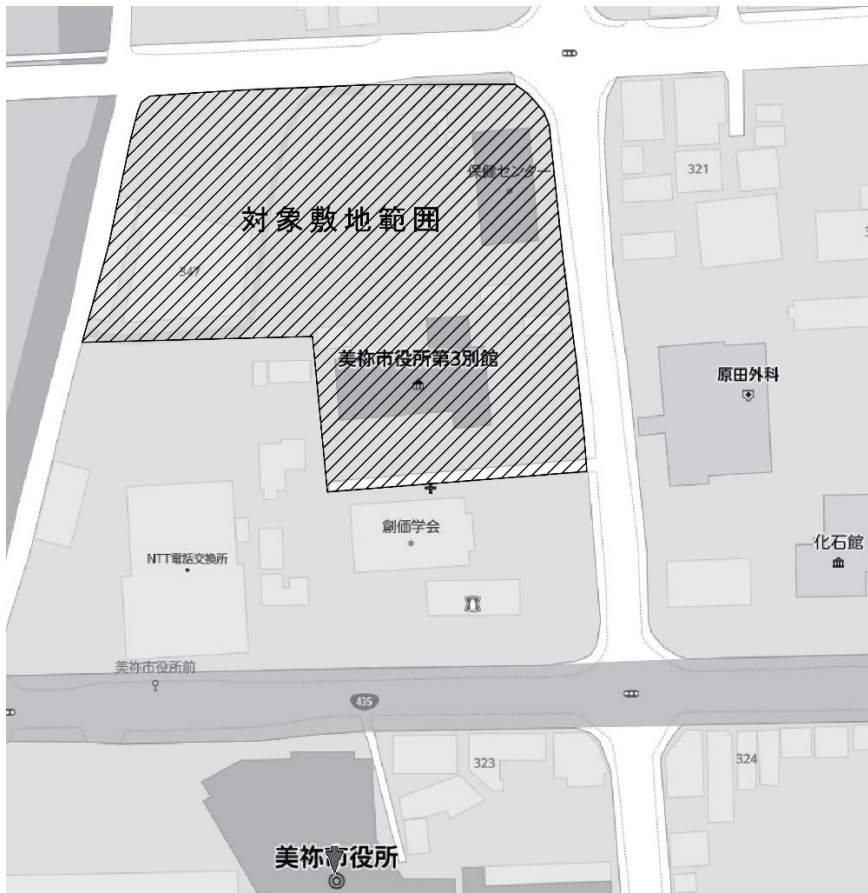 保健センター
321
対象敷地範囲
347
美祢市役所第3別館
原田外科
創価学会
化石館
NTT電話交換所
美祢市役所前
435
323
324
美祢市役所